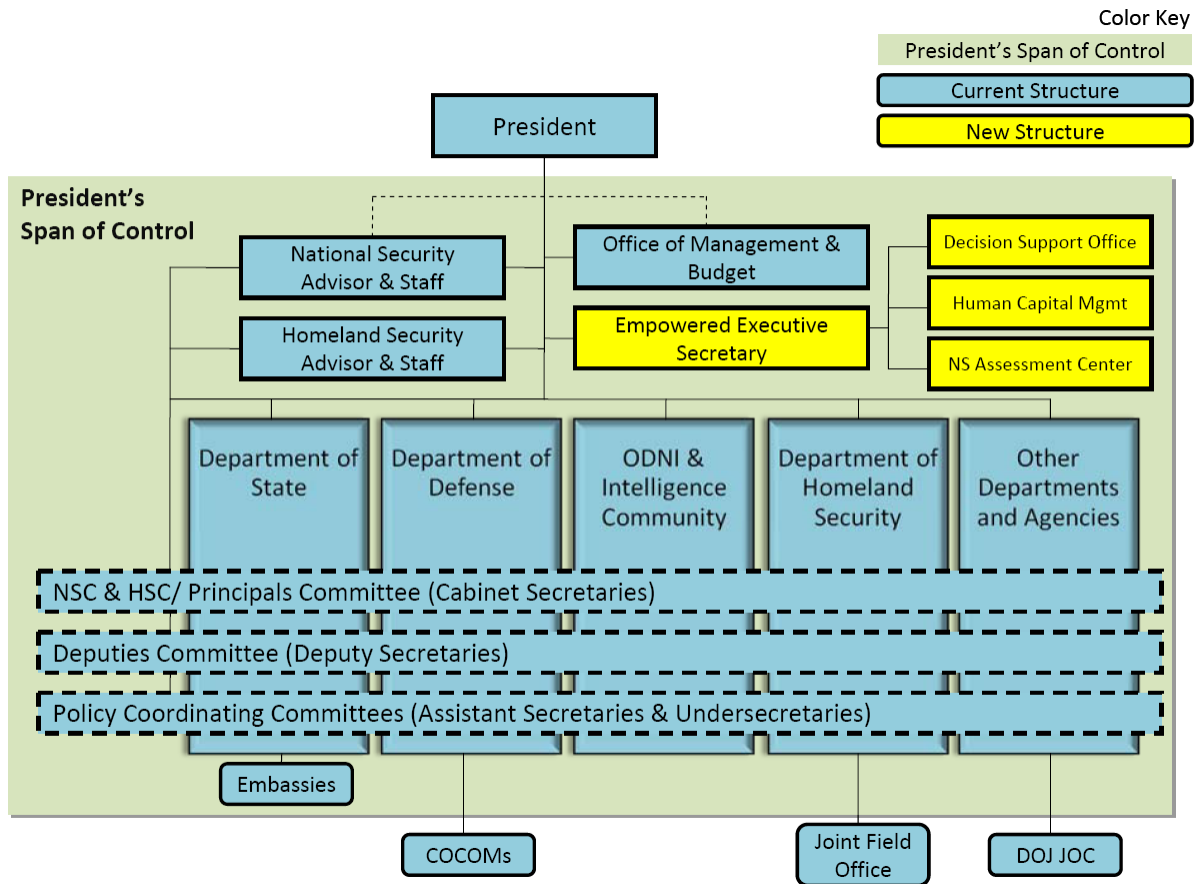 Color Key
President's Span of Control
Current Structure
New Structure
President
President's
Span of Control
National Security
Advisor & Staff
Homeland Security
Advisor & Staff
Office of Management &
Budget
Empowered Executive
Secretary
Decision Support Office
Human Capital Mgmt
NS Assessment Center
Department of
State
Department of
Defense
ODNI &
Intelligence
Community
Department of
Homeland
Security
Other
Departments
and Agencies
NSC & HSC/ Principals Committee (Cabinet Secretaries)
Deputies Committee (Deputy Secretaries)
Policy Coordinating Committees (Assistant Secretaries & Undersecretaries)
Embassies
COCOMs
Joint Field
Office
DOJ JOC